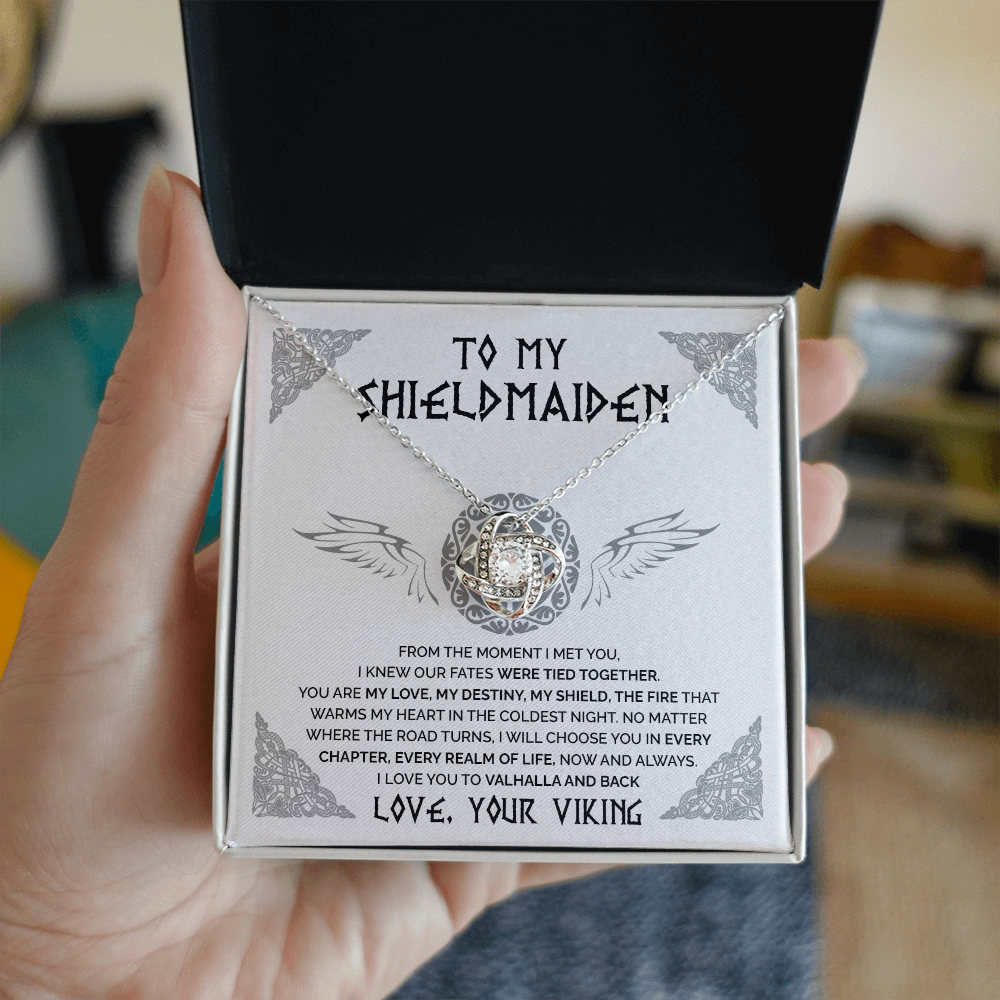 TO MY
SHIELDMAIDEN
FROM THE MOMENT I MET YOU,
I KNEW OUR FATES WERE TIED TOGETHER.
YOU ARE MY LOVE, MY DESTINY, MY SHIELD, THE FIRE THAT
WARMS MY HEART IN THE COLDEST NIGHT. NO MATTER
WHERE THE ROAD TURNS, I WILL CHOOSE YOU IN EVERY
CHAPTER, EVERY REALM OF LIFE, NOW AND ALWAYS.
I LOVE YOU TO VALHALLA AND BACK
LOVE, YOUR VIKING